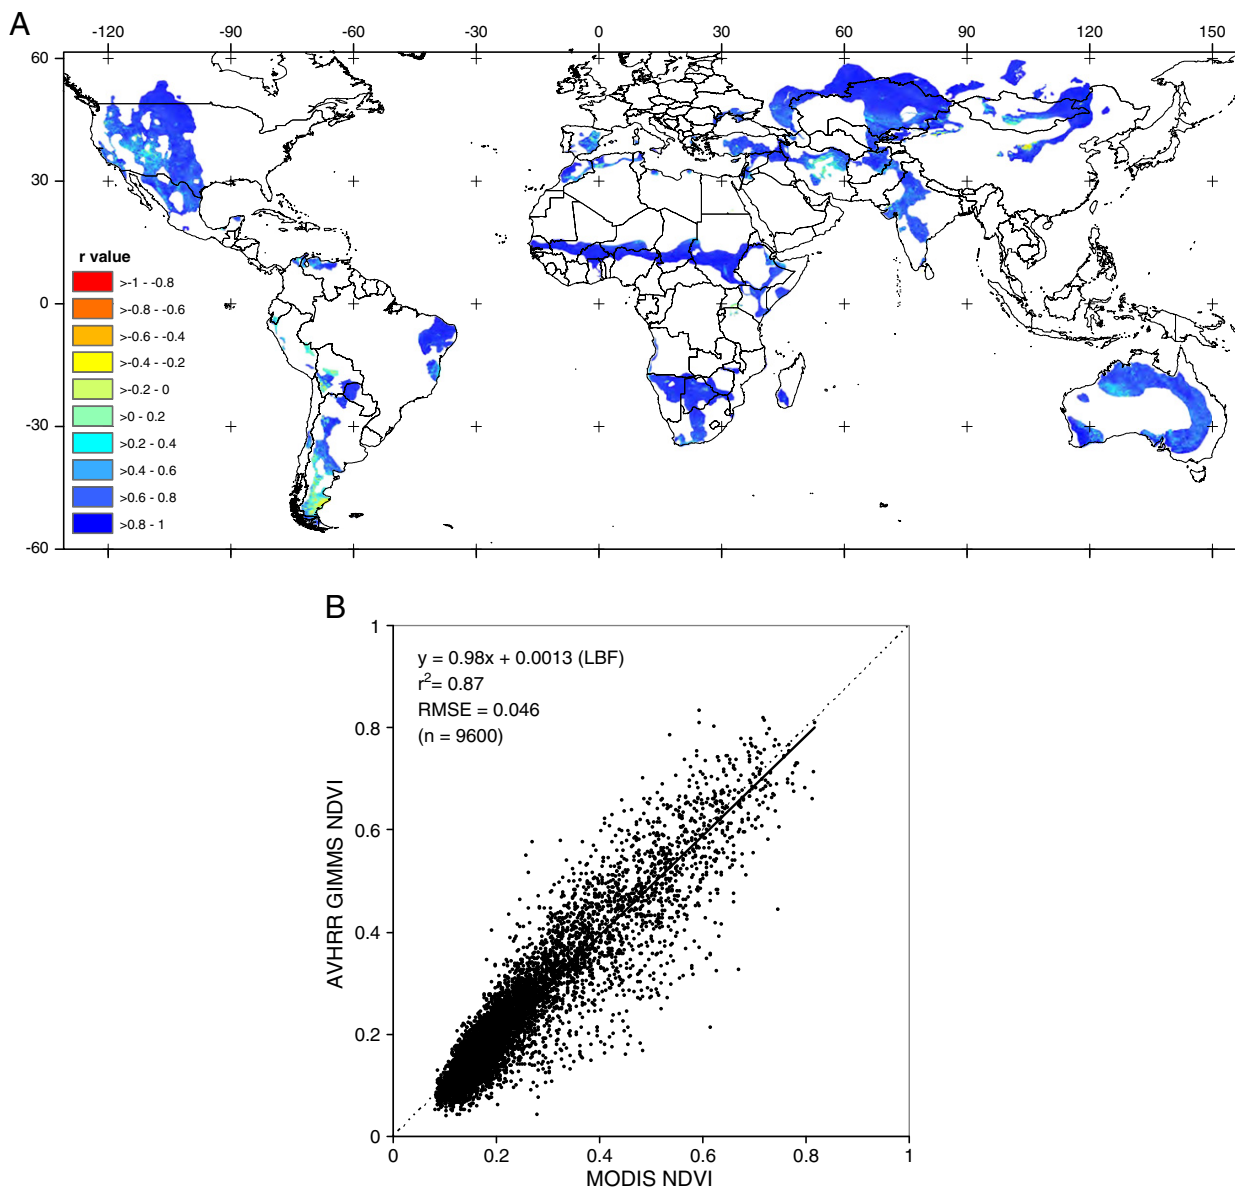 A
-120 -90 -60 -30 0 30 60 90 120 150
60
30
0
-30
-60
r value
>-1 - -0.8
>-0.8 - -0.6
>-0.6 - -0.4
>-0.4 - -0.2
>-0.2 - 0
>0 - 0.2
>0.2 - 0.4
>0.4 - 0.6
>0.6 - 0.8
>0.8 - 1
B
y = 0.98x + 0.0013 (LBF)
r²= 0.87
RMSE = 0.046
(n = 9600)
AVHRR GIMMS NDVI
1
0.8
0.6
0.4
0.2
0
0 0.2 0.4 0.6 0.8 1
MODIS NDVI